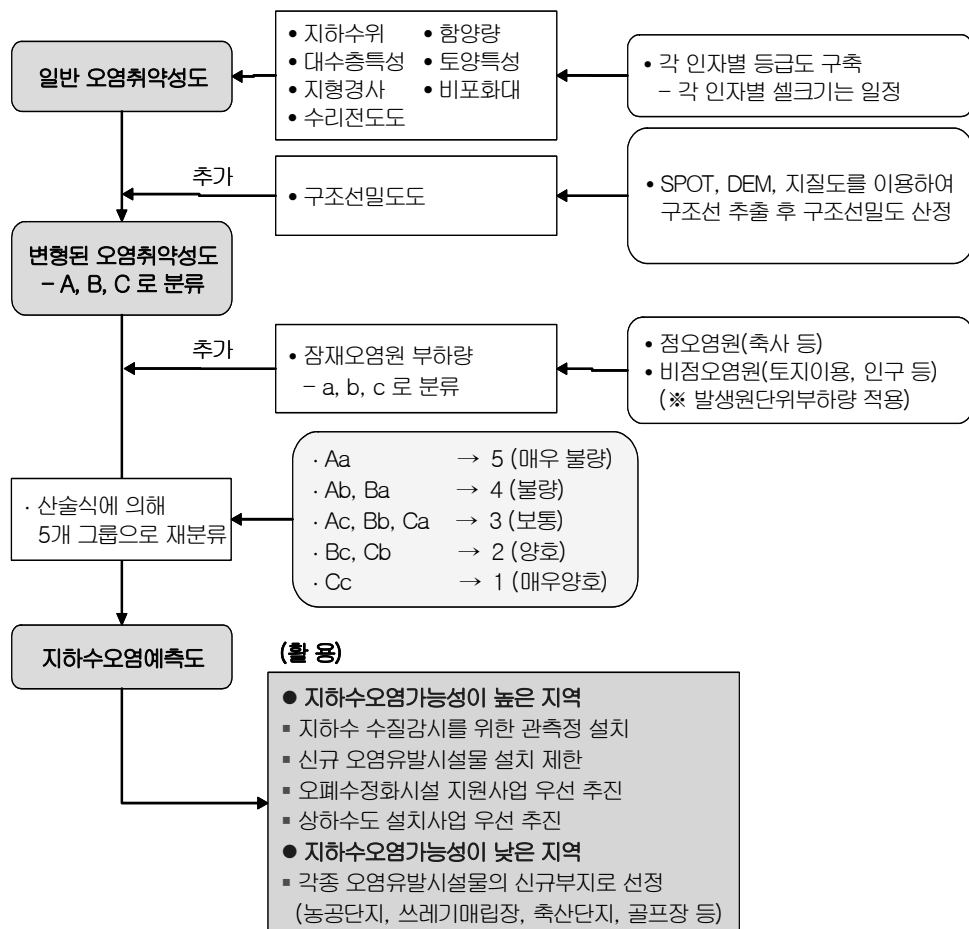 일반 오염취약성도
• 지하수위 • 함양량
• 대수층특성 • 토양특성
• 지형경사 • 비포화대
• 수리전도도
• 각 인자별 등급도 구축
– 각 인자별 셀크기는 일정
추가
• 구조선밀도도
• SPOT, DEM, 지질도를 이용하여
구조선 추출 후 구조선밀도 산정
변형된 오염취약성도
– A, B, C 로 분류
추가
• 잠재오염원 부하량
– a, b, c 로 분류
• 점오염원(축사 등)
• 비점오염원(토지이용, 인구 등)
(※ 발생원단위부하량 적용)
· 산술식에 의해
5개 그룹으로 재분류
· Aa → 5 (매우 불량)
· Ab, Ba → 4 (불량)
· Ac, Bb, Ca → 3 (보통)
· Bc, Cb → 2 (양호)
· Cc → 1 (매우양호)
지하수오염예측도
(활 용)
● 지하수오염가능성이 높은 지역
▪ 지하수 수질감시를 위한 관측정 설치
▪ 신규 오염유발시설물 설치 제한
▪ 오폐수정화시설 지원사업 우선 추진
▪ 상하수도 설치사업 우선 추진
● 지하수오염가능성이 낮은 지역
▪ 각종 오염유발시설물의 신규부지로 선정
(농공단지, 쓰레기매립장, 축산단지, 골프장 등)